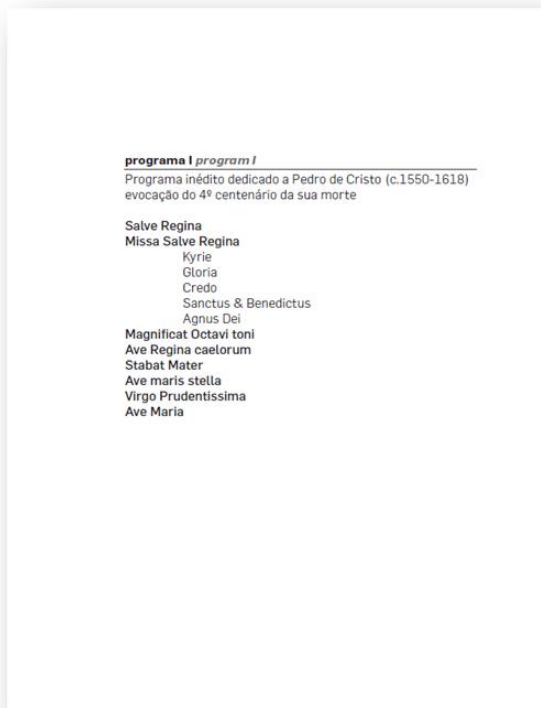 programa I program I
Programa inédito dedicado a Pedro de Cristo (c.1550-1618)
evocação do 4º centenário da sua morte
Salve Regina
Missa Salve Regina
Kyrie
Gloria
Credo
Sanctus & Benedictus
Agnus Dei
Magnificat Octavi toni
Ave Regina caelorum
Stabat Mater
Ave maris stella
Virgo Prudentissima
Ave Maria